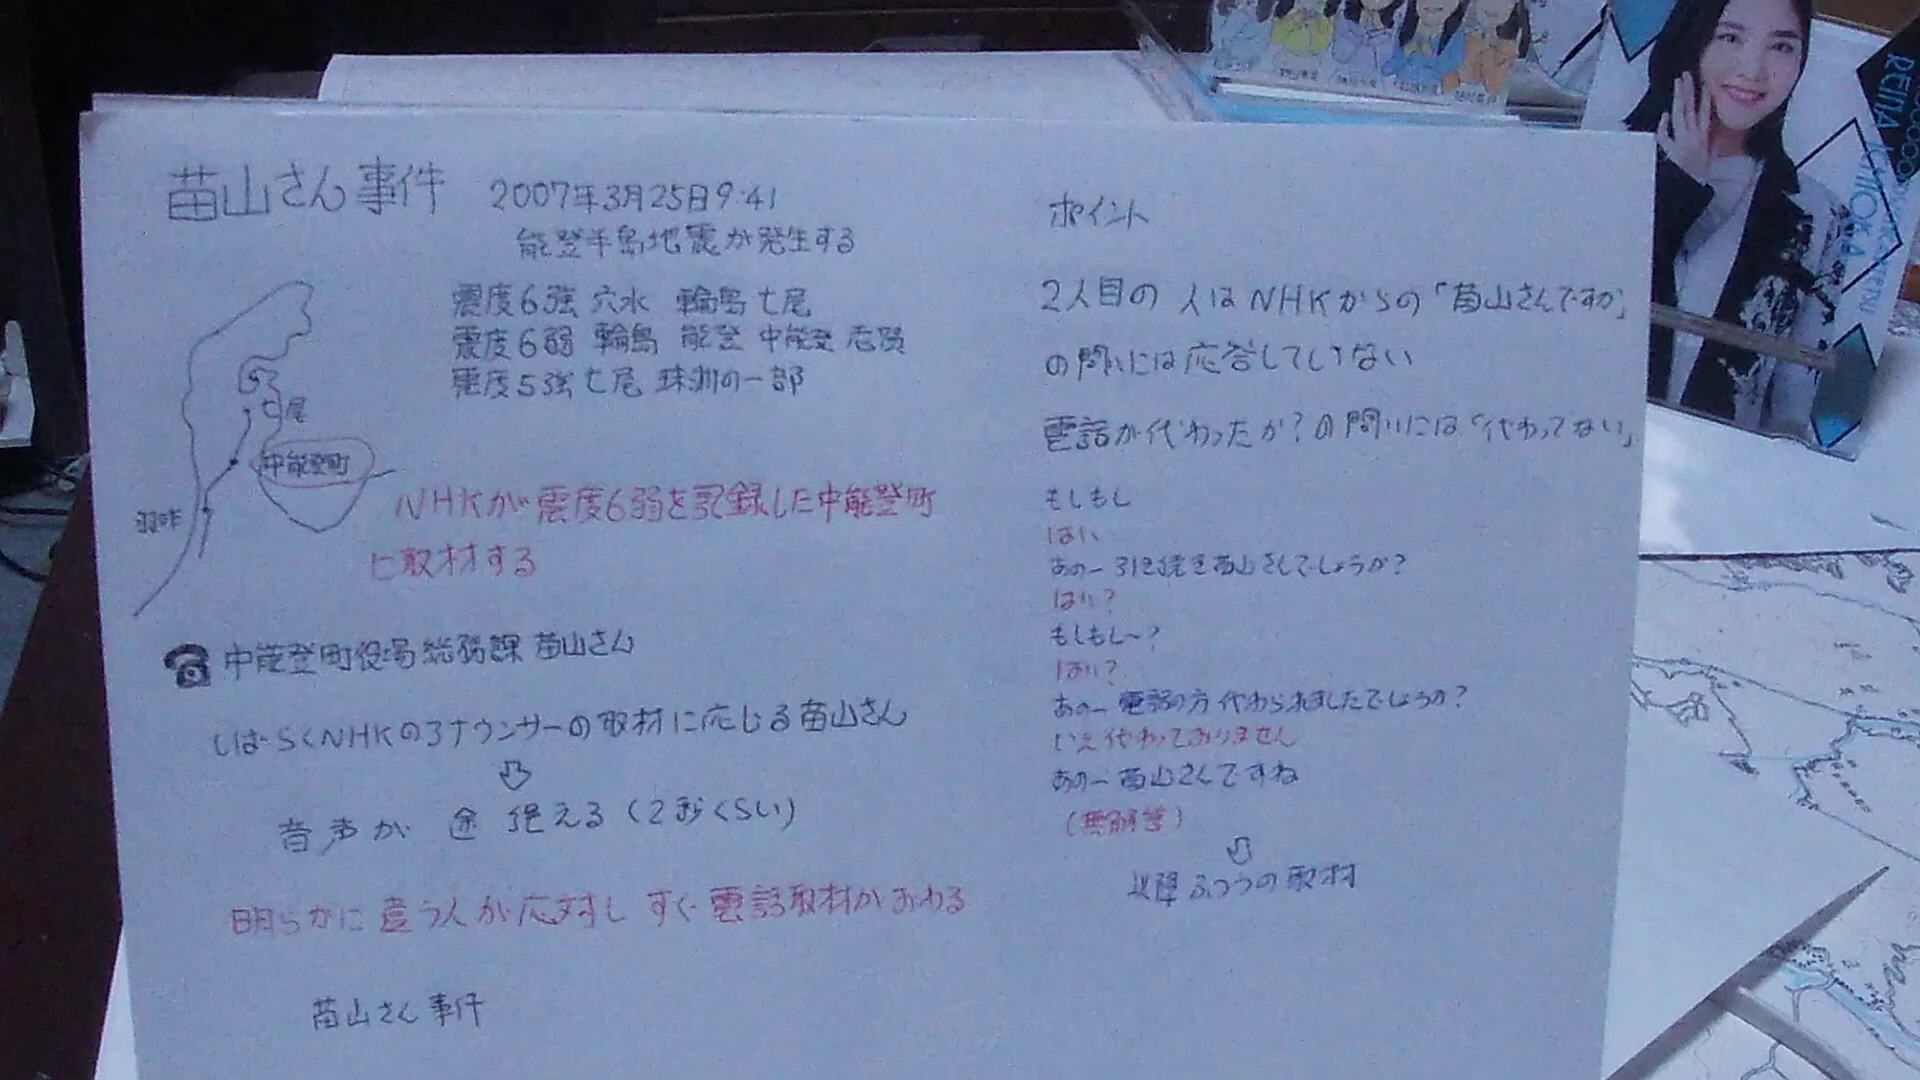 苗山さん事件
2007年3月25日9:41
能登半島地震が発生する
震度6強 穴水 輪島 七尾
震度6弱 輪島 能登 中能登 志賀
震度5強 七尾 珠洲の一部
七尾
中能登町
羽咋
NHKが震度6弱を記録した中能登町
に取材する
☎中能登町役場総務課 苗山さん
しばらくNHKのアナウンサーの取材に応じる苗山さん
⇩
音声が 途絶える(2秒くらい)
明らかに違う人が応対し すぐ電話取材がおわる
苗山さん事件
ポイント
2人目の人はNHKからの「苗山さんですか」
の問いには応答していない
電話が代わったか?の問いには「代わってない」
もしもし
はい
あのー引き続き苗山さんでしょうか?
はい?
もしもし〜?
はい?
あのー電話の方代わられましたでしょうか?
いえ代わっておりません
あのー苗山さんですね
(無解答)
⇩
以降ふつうの取材
REINA